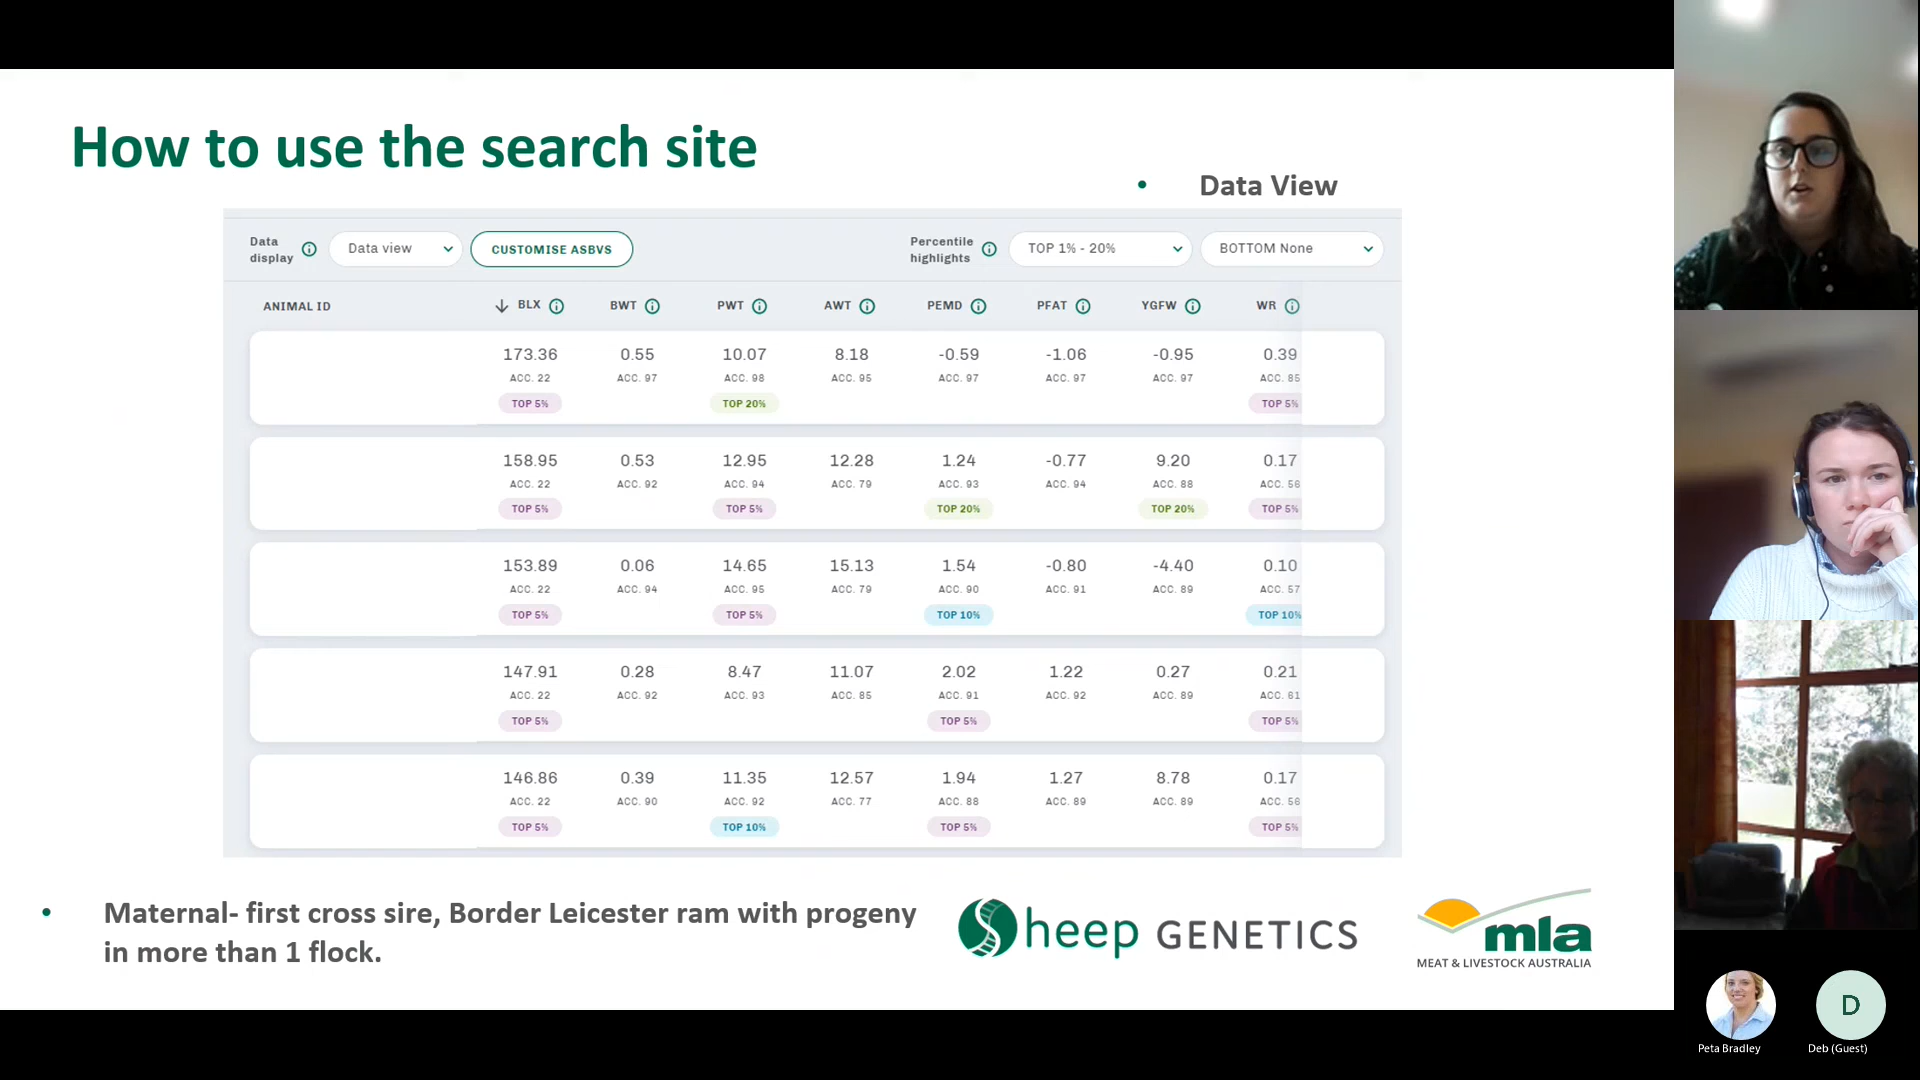 How to use the search site
Data View
Data display
Data view
CUSTOMISE ASBVS
Percentile highlights
TOP 1% - 20%
BOTTOM None
ANIMAL ID BLX BWT PWT AWT PEMD PFAT YGFW WR
173.36 0.55 10.07 8.18 -0.59 -1.06 -0.95 0.39
ACC. 22 ACC. 97 ACC. 98 ACC. 95 ACC. 97 ACC. 97 ACC. 97 ACC. 85
TOP 5% TOP 20% TOP 5%
158.95 0.53 12.95 12.28 1.24 -0.77 9.20 0.17
ACC. 22 ACC. 92 ACC. 94 ACC. 79 ACC. 93 ACC. 94 ACC. 88 ACC. 56
TOP 5% TOP 5% TOP 20% TOP 20% TOP 5%
153.89 0.06 14.65 15.13 1.54 -0.80 -4.40 0.10
ACC. 22 ACC. 94 ACC. 95 ACC. 79 ACC. 90 ACC. 91 ACC. 89 ACC. 57
TOP 5% TOP 5% TOP 10% TOP 10%
147.91 0.28 8.47 11.07 2.02 1.22 0.27 0.21
ACC. 22 ACC. 92 ACC. 93 ACC. 85 ACC. 91 ACC. 92 ACC. 89 ACC. 61
TOP 5% TOP 5% TOP 5%
146.86 0.39 11.35 12.57 1.94 1.27 8.78 0.17
ACC. 22 ACC. 90 ACC. 92 ACC. 77 ACC. 88 ACC. 89 ACC. 89 ACC. 56
TOP 5% TOP 10% TOP 5% TOP 5%
Maternal- first cross sire, Border Leicester ram with progeny
in more than 1 flock.
Sheep GENETICS
mla
MEAT & LIVESTOCK AUSTRALIA
D
Peta Bradley
Deb (Guest)